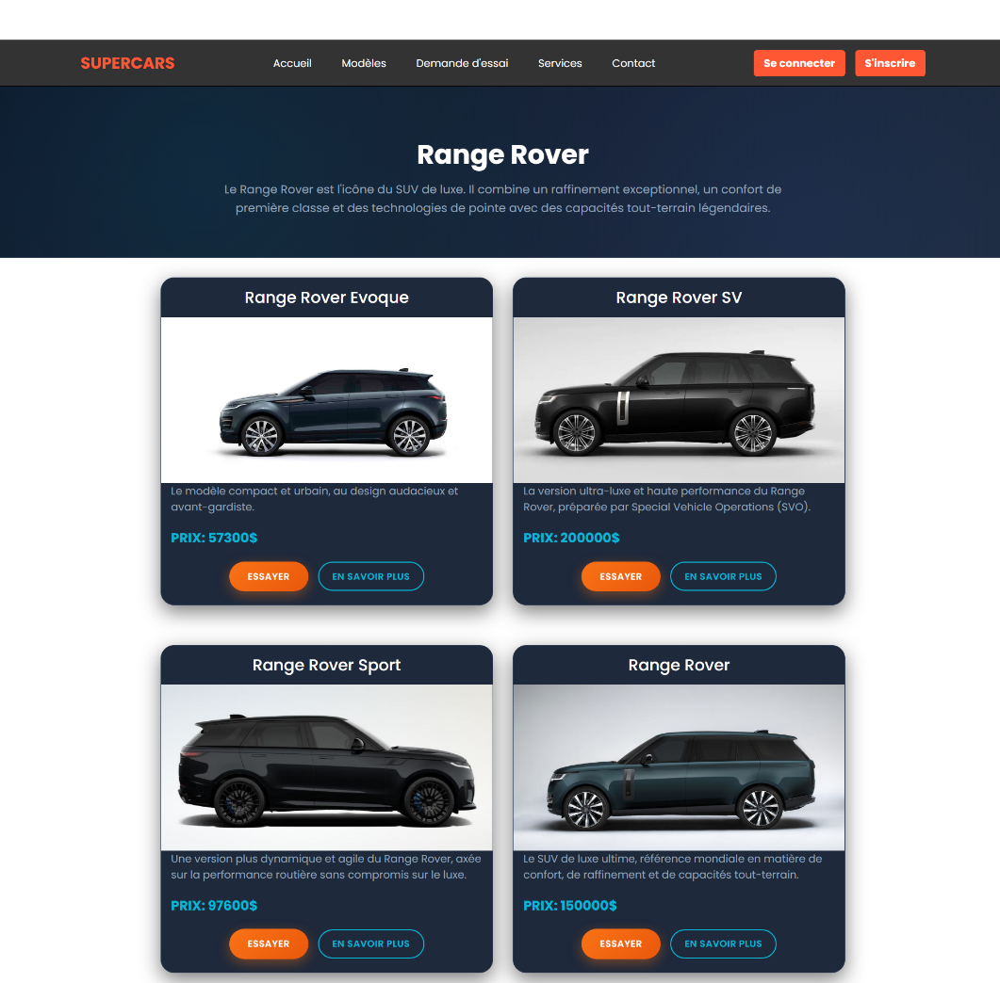 SUPERCARS
Accueil Modèles Demande d'essai Services Contact
Se connecter S'inscrire
Range Rover
Le Range Rover est l'icône du SUV de luxe. Il combine un raffinement exceptionnel, un confort de
première classe et des technologies de pointe avec des capacités tout-terrain légendaires.
Range Rover Evoque
Le modèle compact et urbain, au design audacieux et
avant-gardiste.
PRIX: 57300$
ESSAYER EN SAVOIR PLUS
Range Rover SV
La version ultra-luxe et haute performance du Range
Rover, préparée par Special Vehicle Operations (SVO).
PRIX: 200000$
ESSAYER EN SAVOIR PLUS
Range Rover Sport
Une version plus dynamique et agile du Range Rover, axée
sur la performance routière sans compromis sur le luxe.
PRIX: 97600$
ESSAYER EN SAVOIR PLUS
Range Rover
Le SUV de luxe ultime, référence mondiale en matière de
confort, de raffinement et de capacités tout-terrain.
PRIX: 150000$
ESSAYER EN SAVOIR PLUS